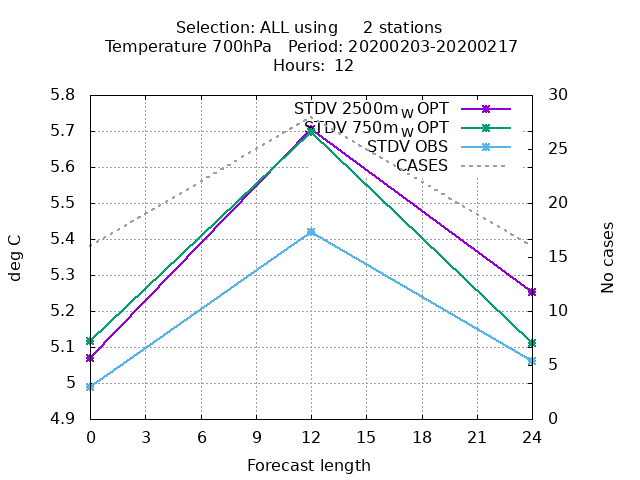 Selection: ALL using     2 stations
Temperature 700hPa   Period: 20200203-20200217
Hours:  12
STDV 2500m W OPT
STDV 750m W OPT
STDV OBS
CASES
deg C
5.8
5.7
5.6
5.5
5.4
5.3
5.2
5.1
5
4.9
No cases
30
25
20
15
10
5
0
0 3 6 9 12 15 18 21 24
Forecast length